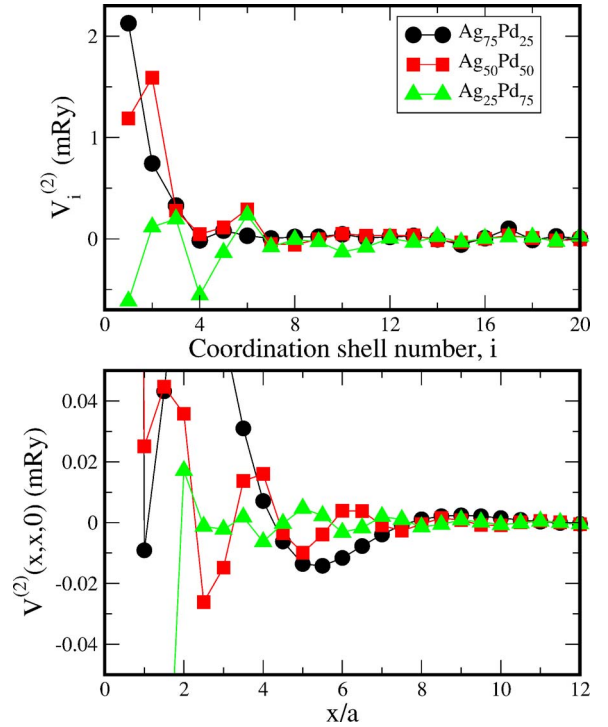 2
Ag₇₅Pd₂₅
Ag₅₀Pd₅₀
Ag₂₅Pd₇₅
1
0
Vᵢ⁽²⁾ (mRy)
0 4 8 12 16 20
Coordination shell number, i
0.04
0.02
0
-0.02
-0.04
V⁽²⁾(x,x,0) (mRy)
0 2 4 6 8 10 12
x/a